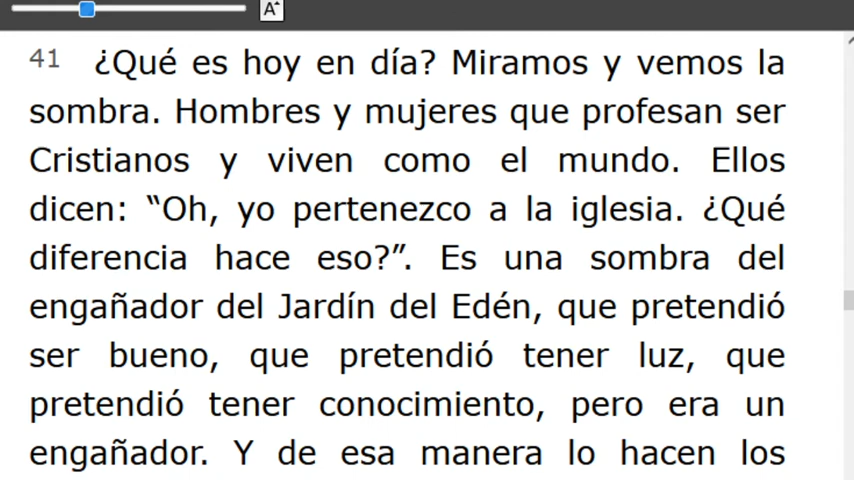 A
41 ¿Qué es hoy en día? Miramos y vemos la
sombra. Hombres y mujeres que profesan ser
Cristianos y viven como el mundo. Ellos
dicen: “Oh, yo pertenezco a la iglesia. ¿Qué
diferencia hace eso?”. Es una sombra del
engañador del Jardín del Edén, que pretendió
ser bueno, que pretendió tener luz, que
pretendió tener conocimiento, pero era un
engañador. Y de esa manera lo hacen los